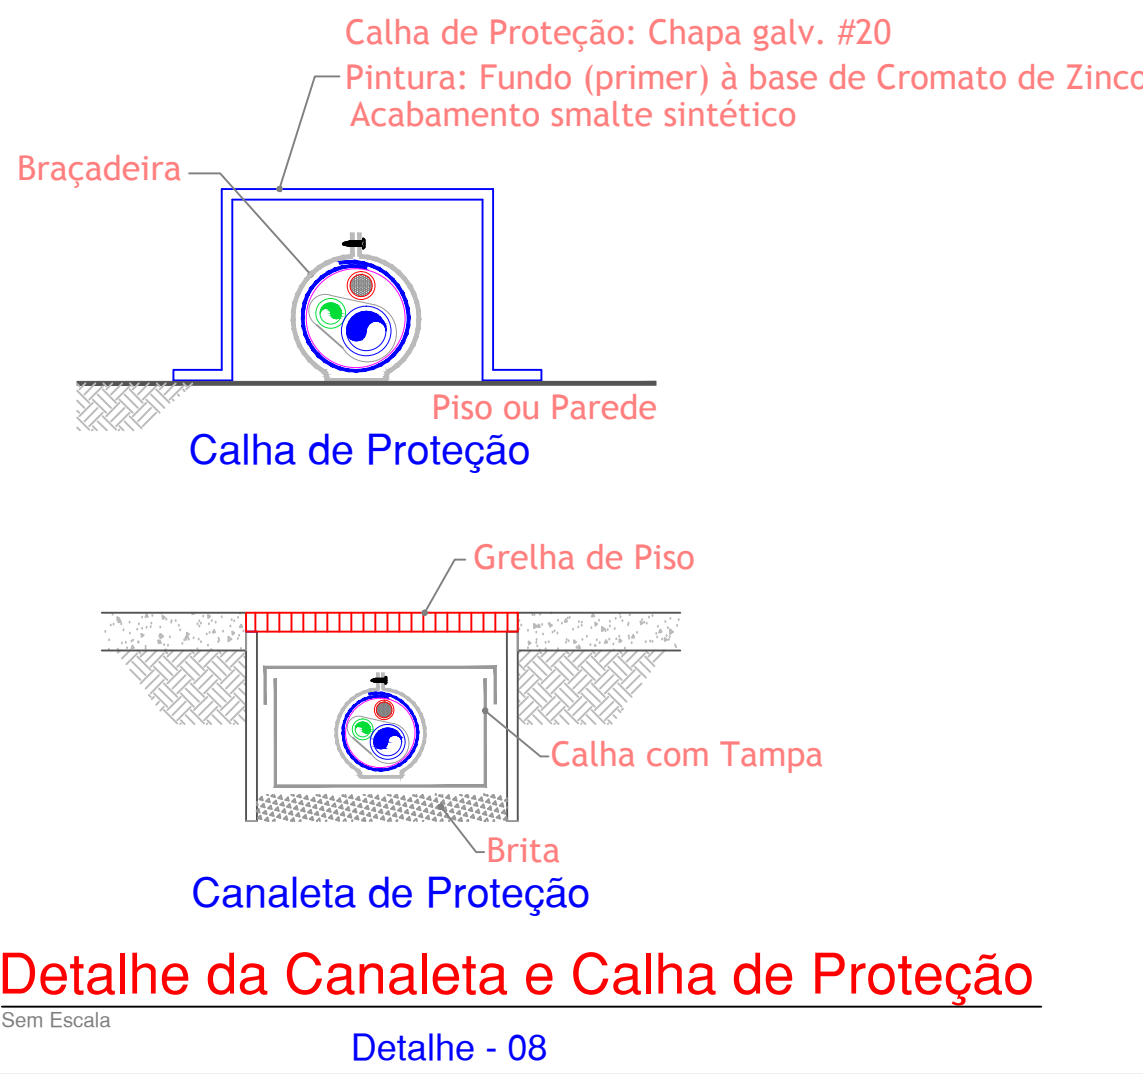 Calha de Proteção: Chapa galv. #20
Pintura: Fundo (primer) à base de Cromato de Zinco
Acabamento smalte sintético
Braçadeira
Piso ou Parede
Calha de Proteção
Grelha de Piso
Calha com Tampa
Brita
Canaleta de Proteção
Detalhe da Canaleta e Calha de Proteção
Sem Escala
Detalhe - 08